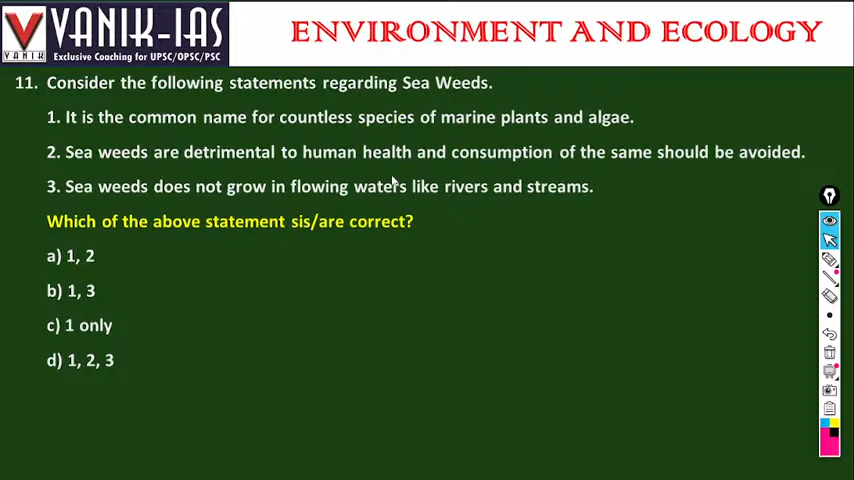 VANIK-IAS
VANIK
Exclusive Coaching for UPSC/OPSC/PSC
ENVIRONMENT AND ECOLOGY
11. Consider the following statements regarding Sea Weeds.
1. It is the common name for countless species of marine plants and algae.
2. Sea weeds are detrimental to human health and consumption of the same should be avoided.
3. Sea weeds does not grow in flowing waters like rivers and streams.
Which of the above statement sis/are correct?
a) 1, 2
b) 1, 3
c) 1 only
d) 1, 2, 3